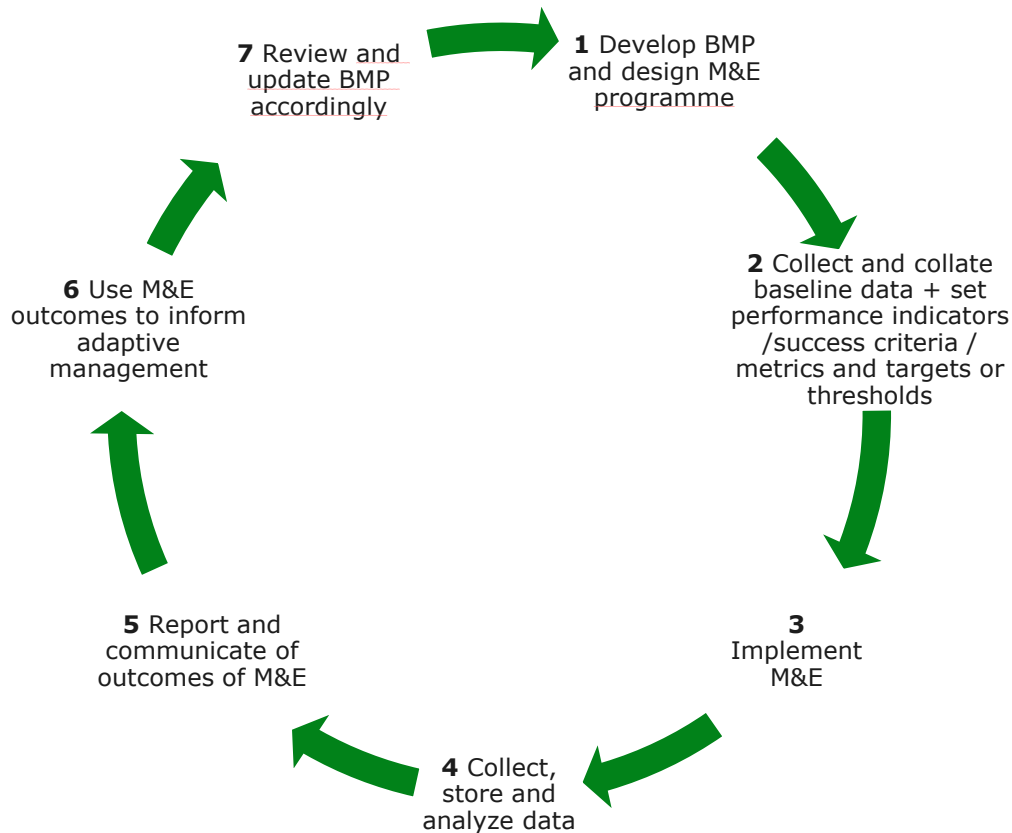 1 Develop BMP
and design M&E
programme
2 Collect and collate
baseline data + set
performance indicators
/success criteria /
metrics and targets or
thresholds
3
Implement
M&E
4 Collect,
store and
analyze data
5 Report and
communicate of
outcomes of M&E
6 Use M&E
outcomes to inform
adaptive
management
7 Review and
update BMP
accordingly